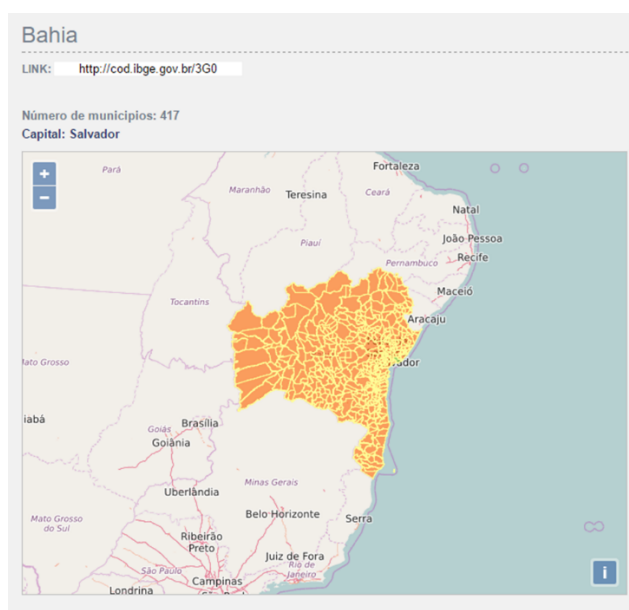 Bahia
LINK: http://cod.ibge.gov.br/3G0
Número de municipios: 417
Capital: Salvador
+
−
Pará
Fortaleza
Maranhão
Teresina
Ceará
Natal
Piauí
João Pessoa
Pernambuco
Recife
Tocantins
Maceió
Aracaju
ador
ato Grosso
iabá
Goiás
Brasília
Goiânia
Uberlândia
Minas Gerais
Mato Grosso
do Sul
Belo Horizonte
Serra
Ribeirão
Preto
Juiz de Fora
São Paulo
Rio de
Janeiro
Campinas
Londrina
i